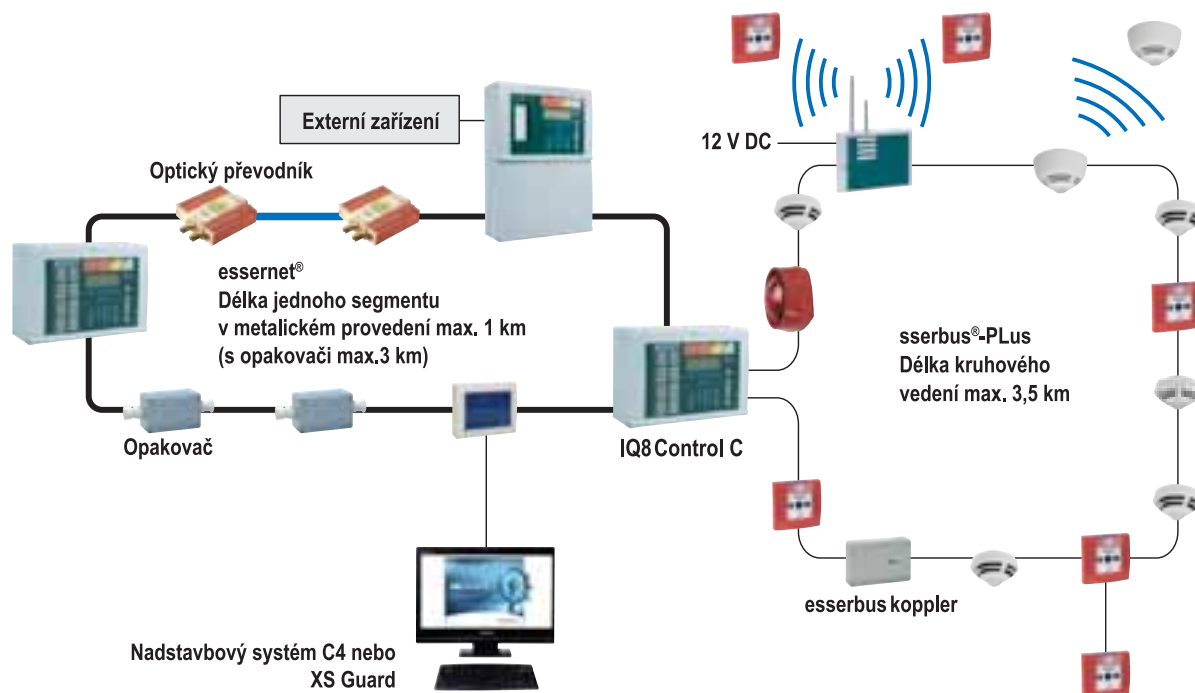 Externí zařízení
12 V DC
Optický převodník
essernet®
Délka jednoho segmentu
v metalickém provedení max. 1 km
(s opakovači max.3 km)
sserbus®-PLus
Délka kruhového
vedení max. 3,5 km
Opakovač
IQ8 Control C
esserbus koppler
Nadstavbový systém C4 nebo
XS Guard